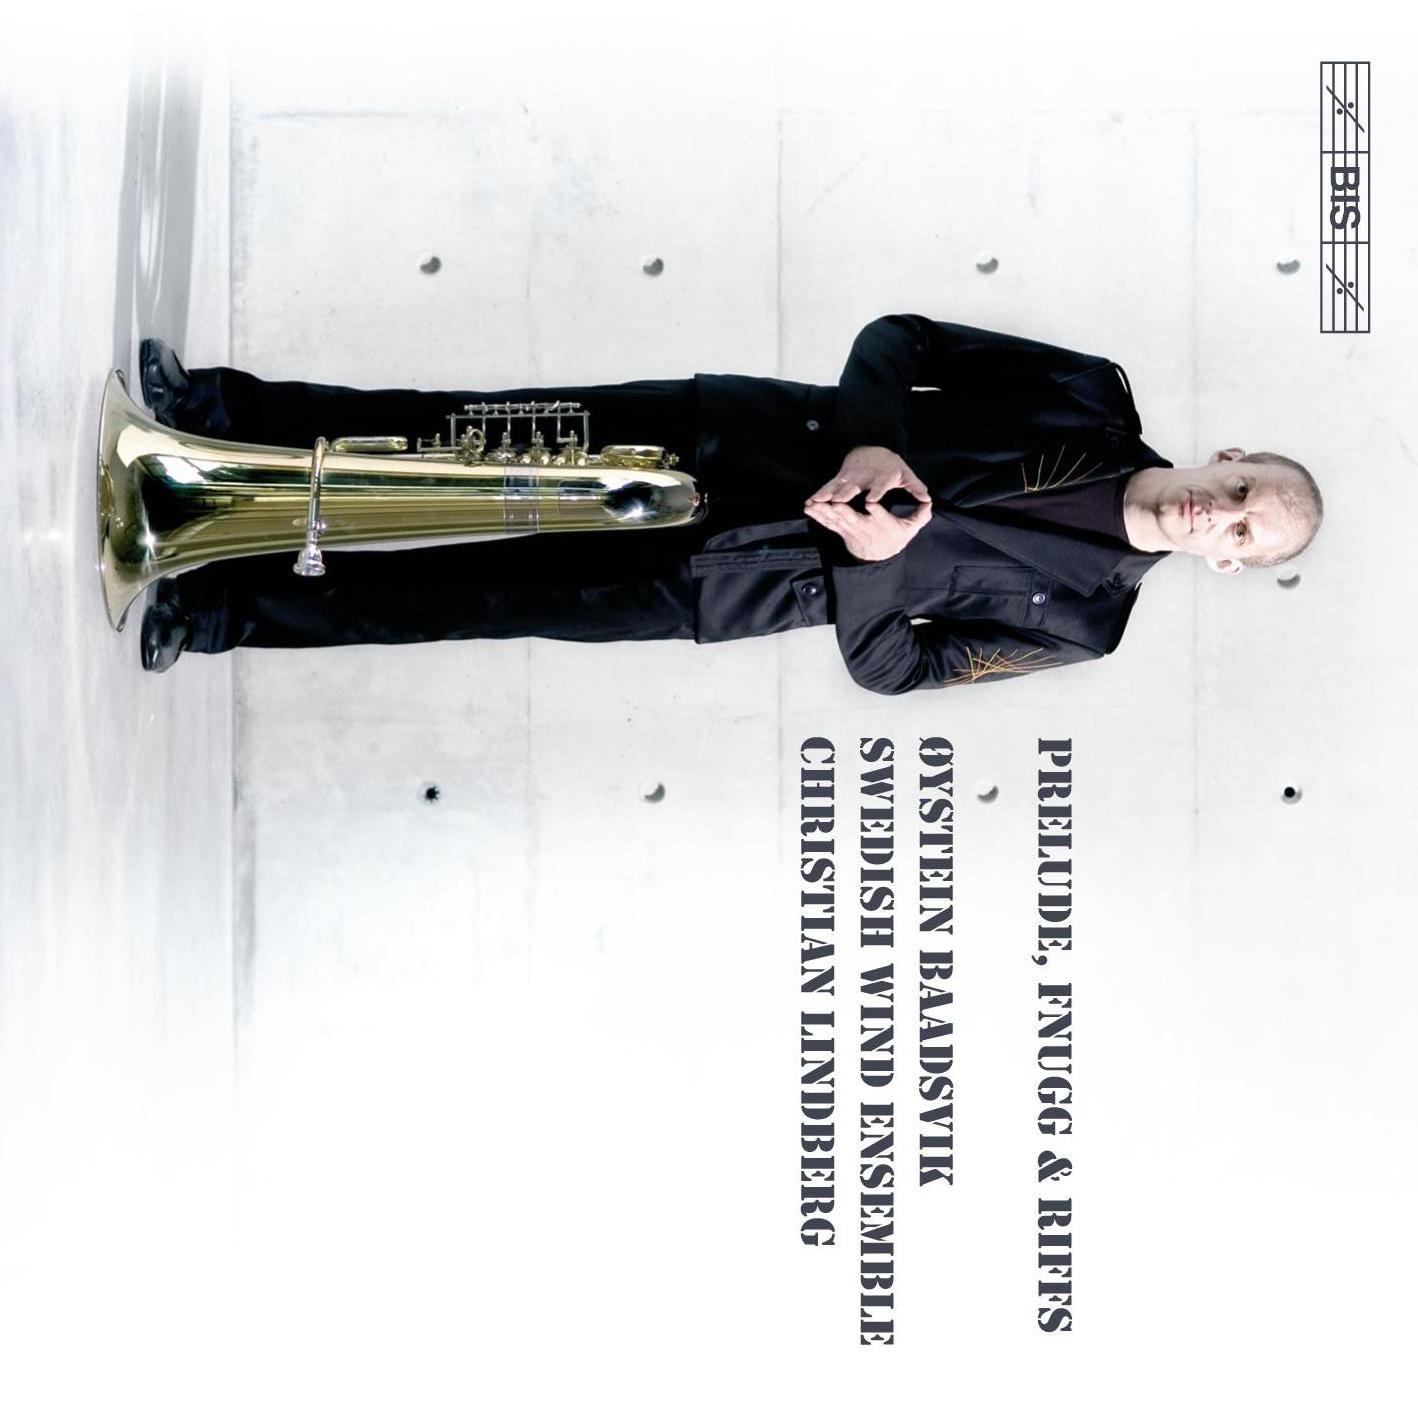 BIS
PRELUDE, FNUGG & RIFFS
ØYSTEIN BAADSVIK
SWEDISH WIND ENSEMBLE
CHRISTIAN LINDBERG